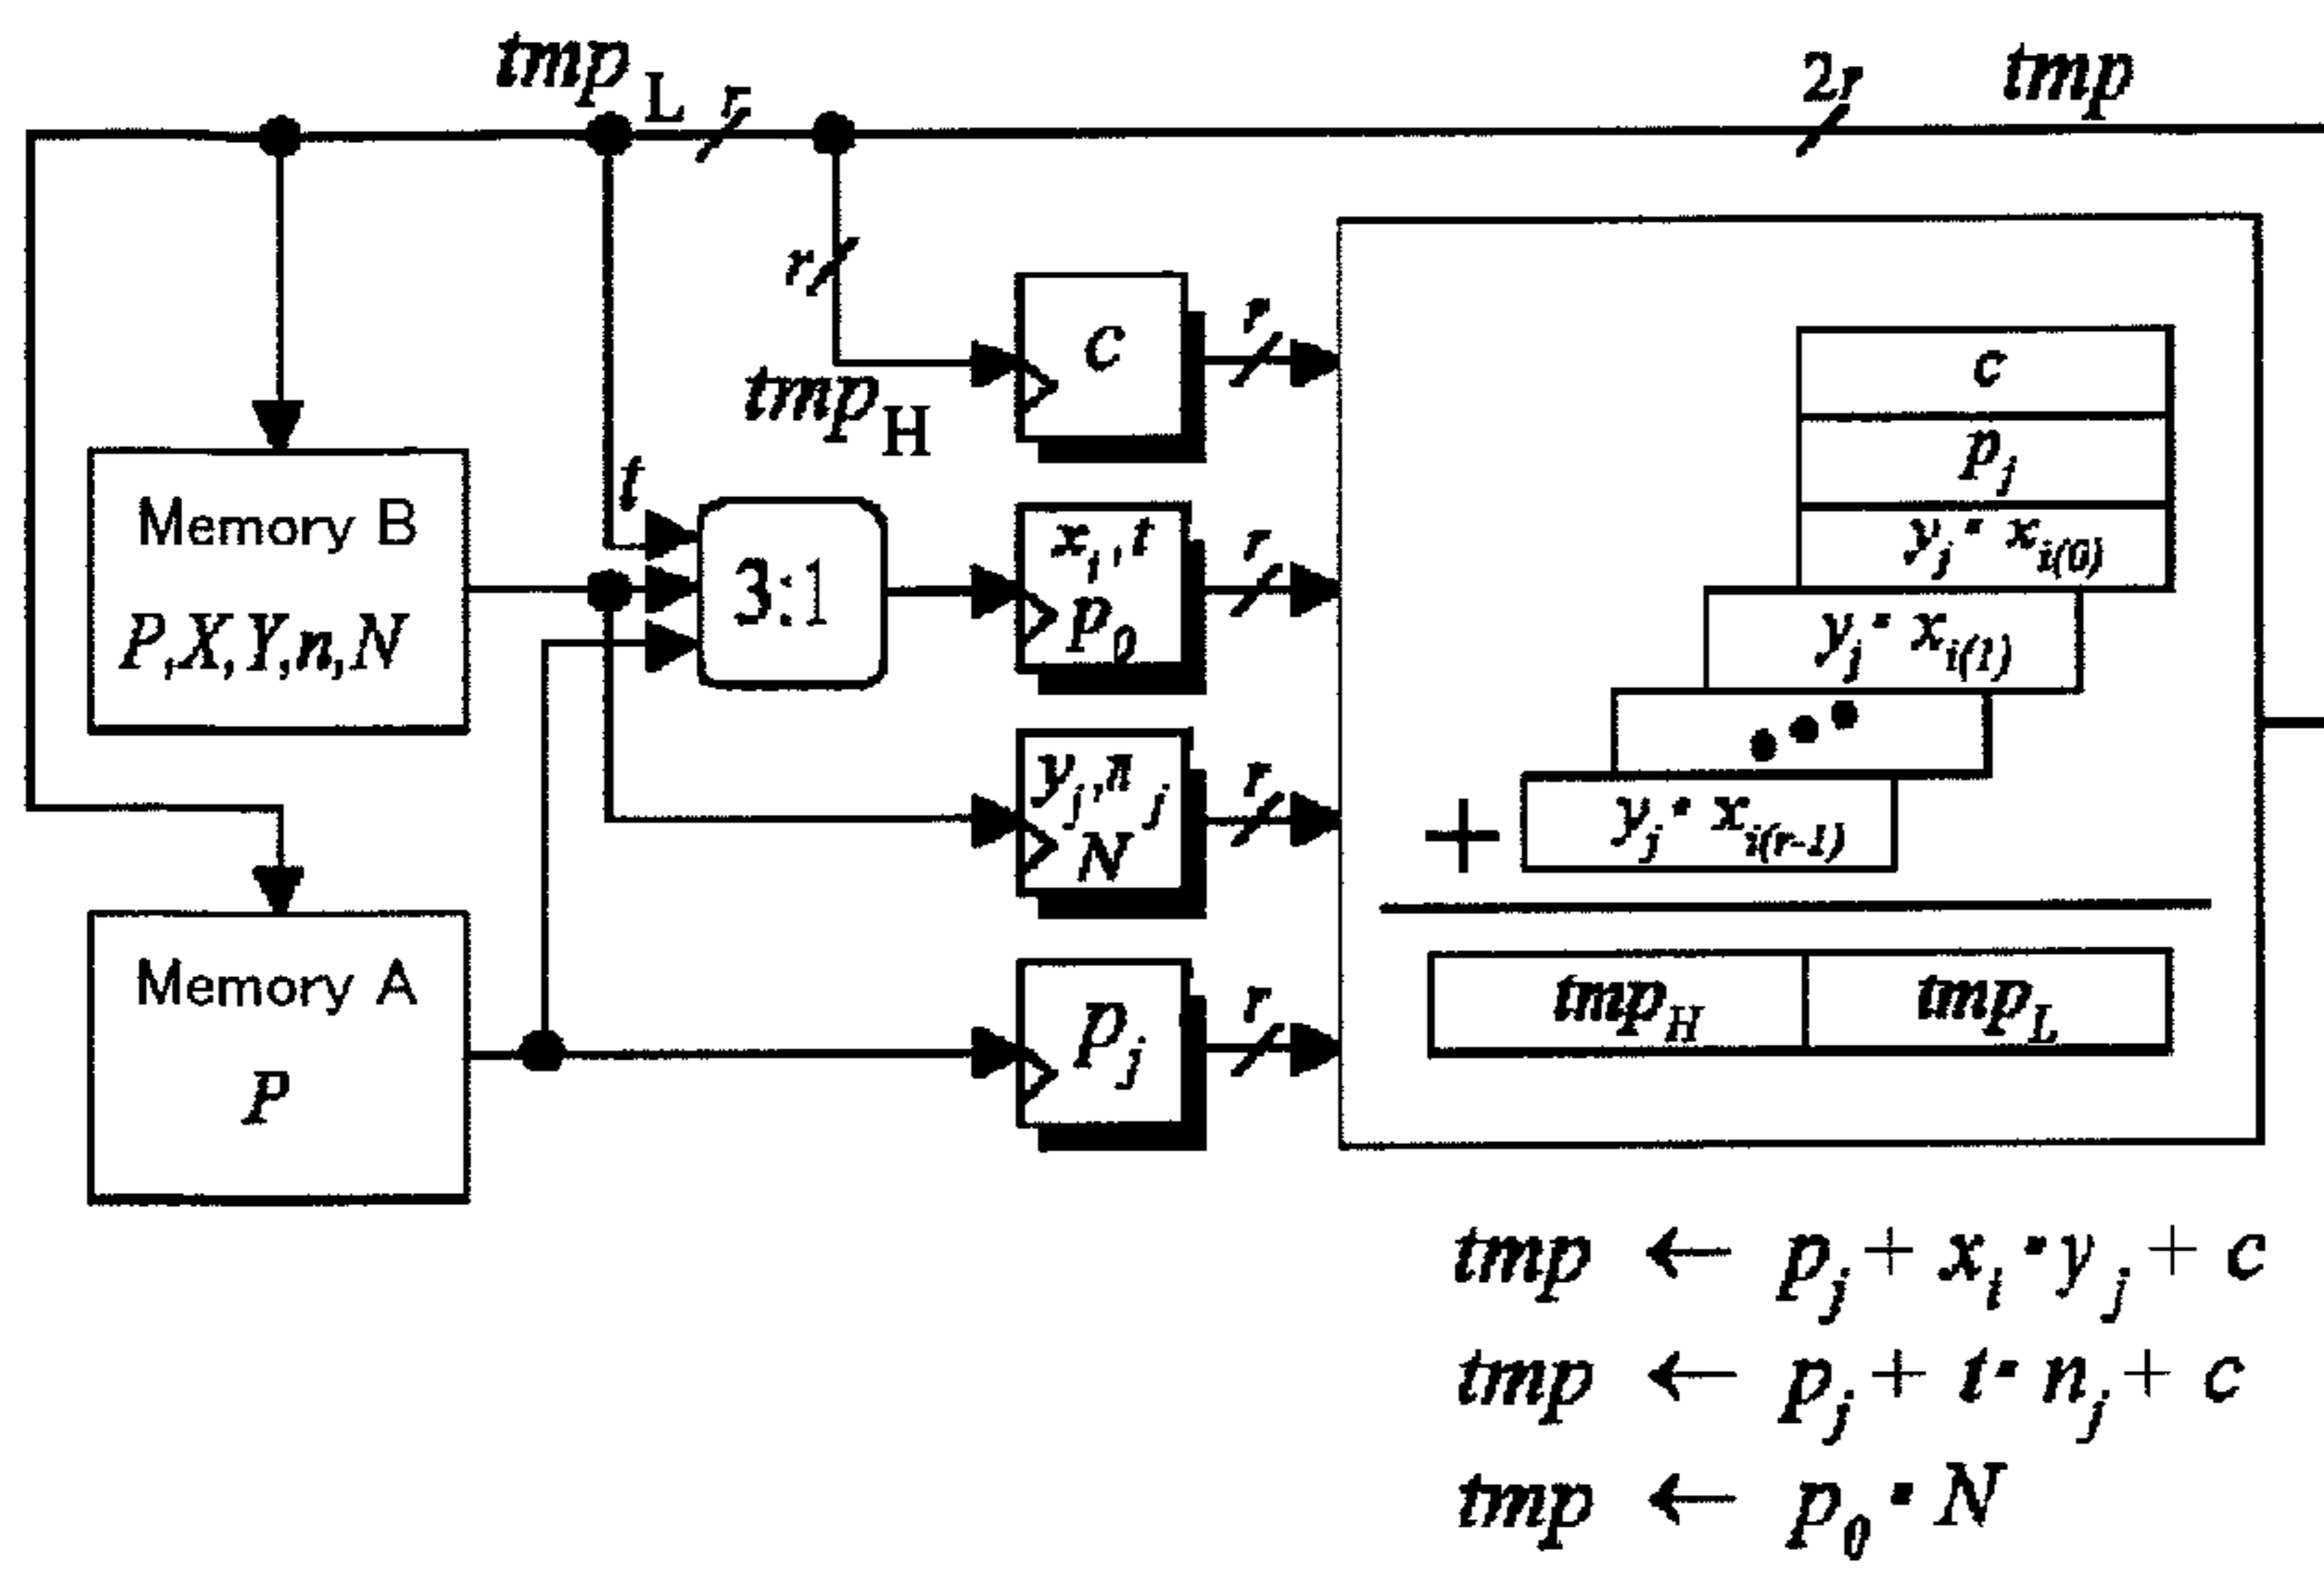 tmp_L r 2r tmp
r
tmp_H
c r
c
p_j
y_j · x_i(0)
y_j · x_i(1)
•••
+ y_j · x_i(r-1)
tmp_H tmp_L
Memory B
P,X,Y,n,N
t
3:1
x_i,t
p_0
r
y_j,n_j
N
r
Memory A
P
p_j
r
tmp ← p_j + x_i · y_j + c
tmp ← p_j + t · n_j + c
tmp ← p_0 · N